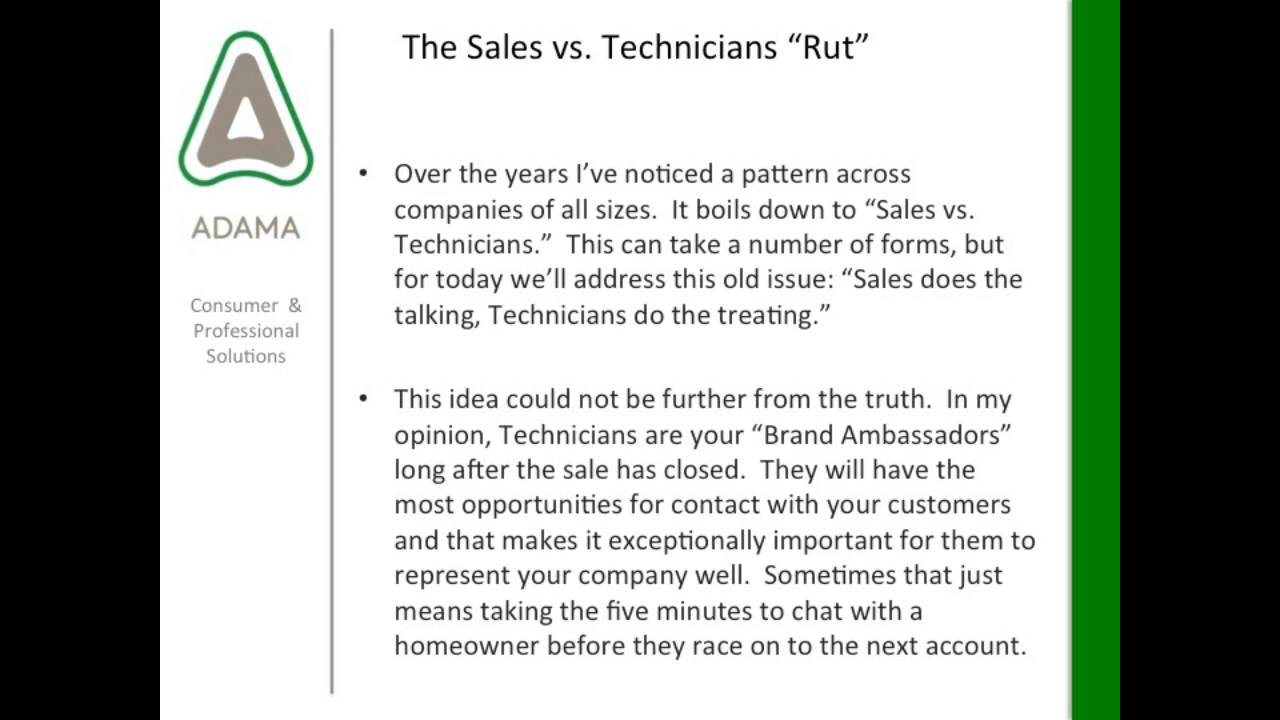 The Sales vs. Technicians “Rut”
ADAMA
Consumer &
Professional
Solutions
• Over the years I’ve noticed a pattern across
companies of all sizes.  It boils down to “Sales vs.
Technicians.”  This can take a number of forms, but
for today we’ll address this old issue: “Sales does the
talking, Technicians do the treating.”
• This idea could not be further from the truth.  In my
opinion, Technicians are your “Brand Ambassadors”
long after the sale has closed.  They will have the
most opportunities for contact with your customers
and that makes it exceptionally important for them to
represent your company well.  Sometimes that just
means taking the five minutes to chat with a
homeowner before they race on to the next account.